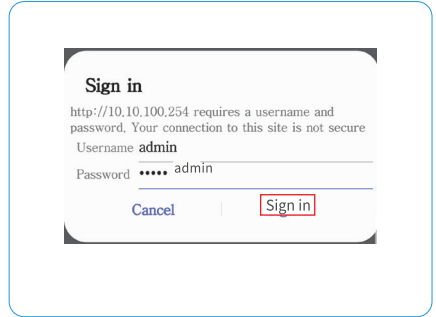 Sign in
http://10.10.100.254 requires a username and
password. Your connection to this site is not secure
Username admin
Password ••••• admin
Cancel Sign in